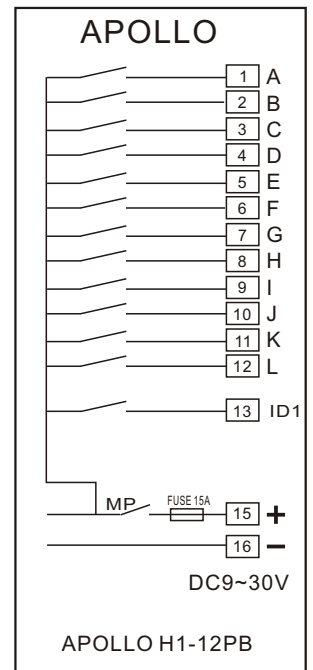 APOLLO
1 A
2 B
3 C
4 D
5 E
6 F
7 G
8 H
9 I
10 J
11 K
12 L
13 ID1
MP FUSE 15A 15 +
16 −
DC9~30V
APOLLO H1-12PB